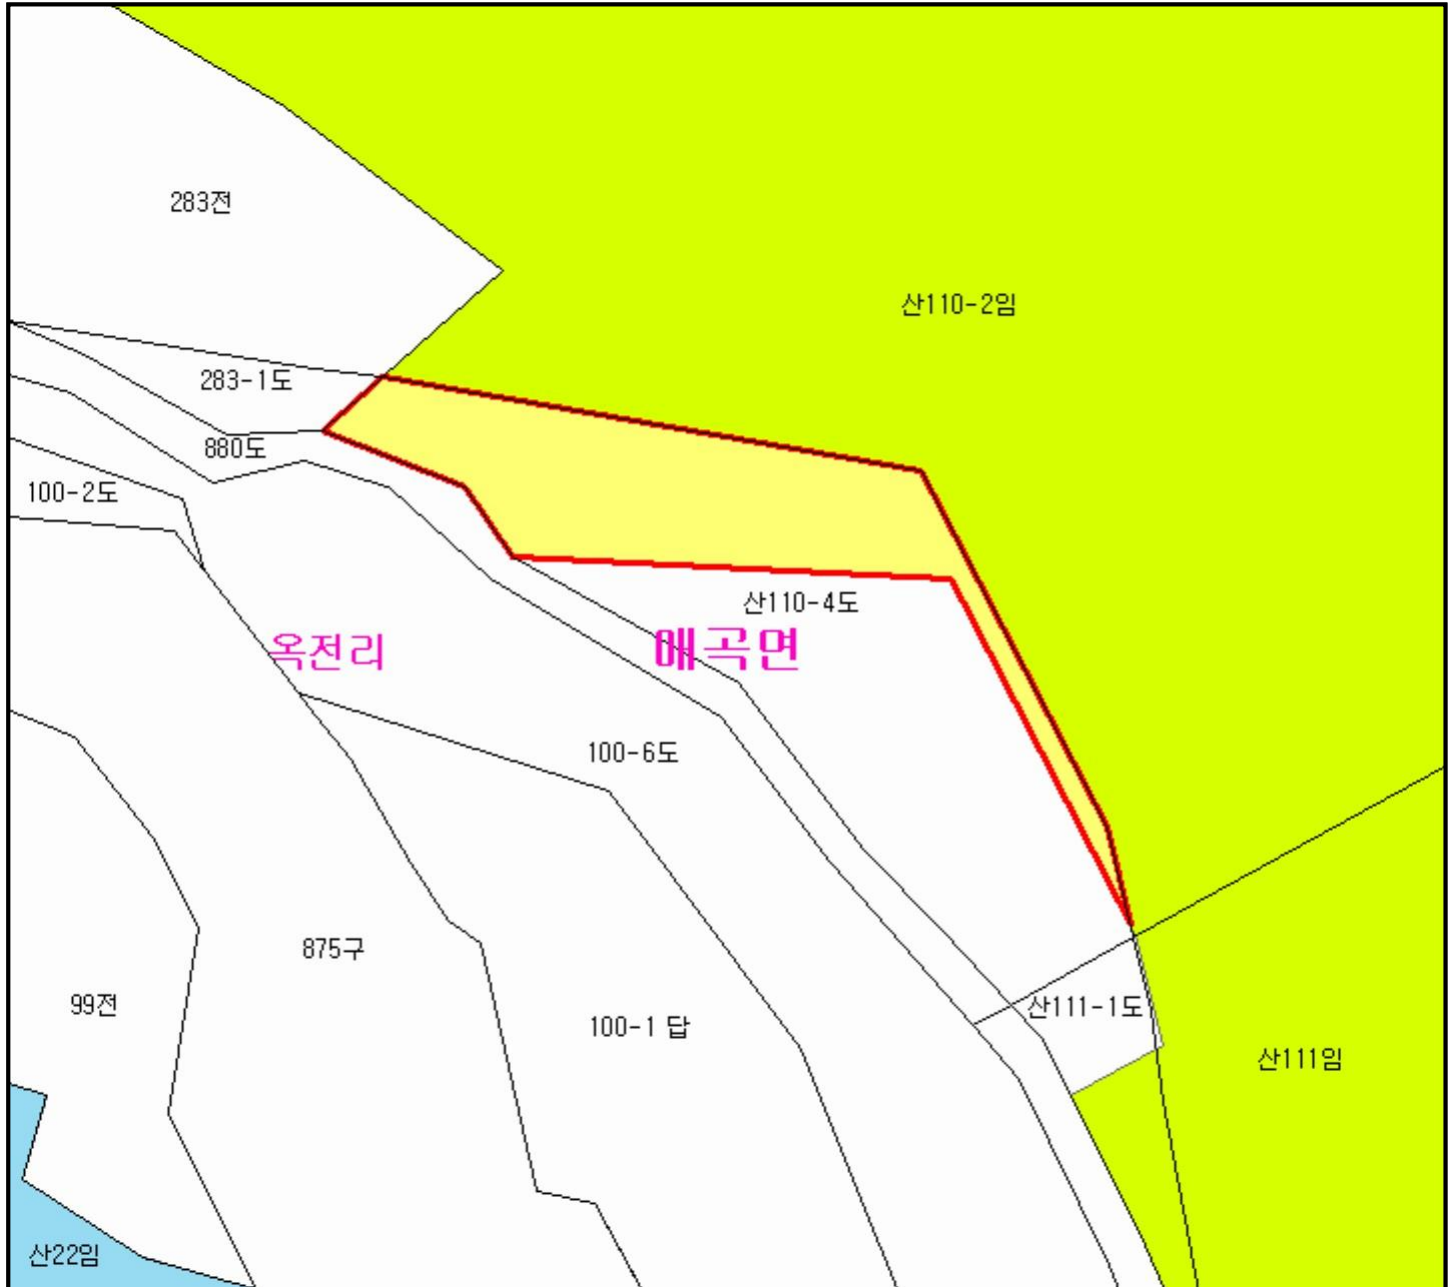 283전
산110-2임
283-1도
880도
100-2도
산110-4도
옥전리
매곡면
100-6도
875구
99전
산111-1도
100-1 답
산111임
산22임